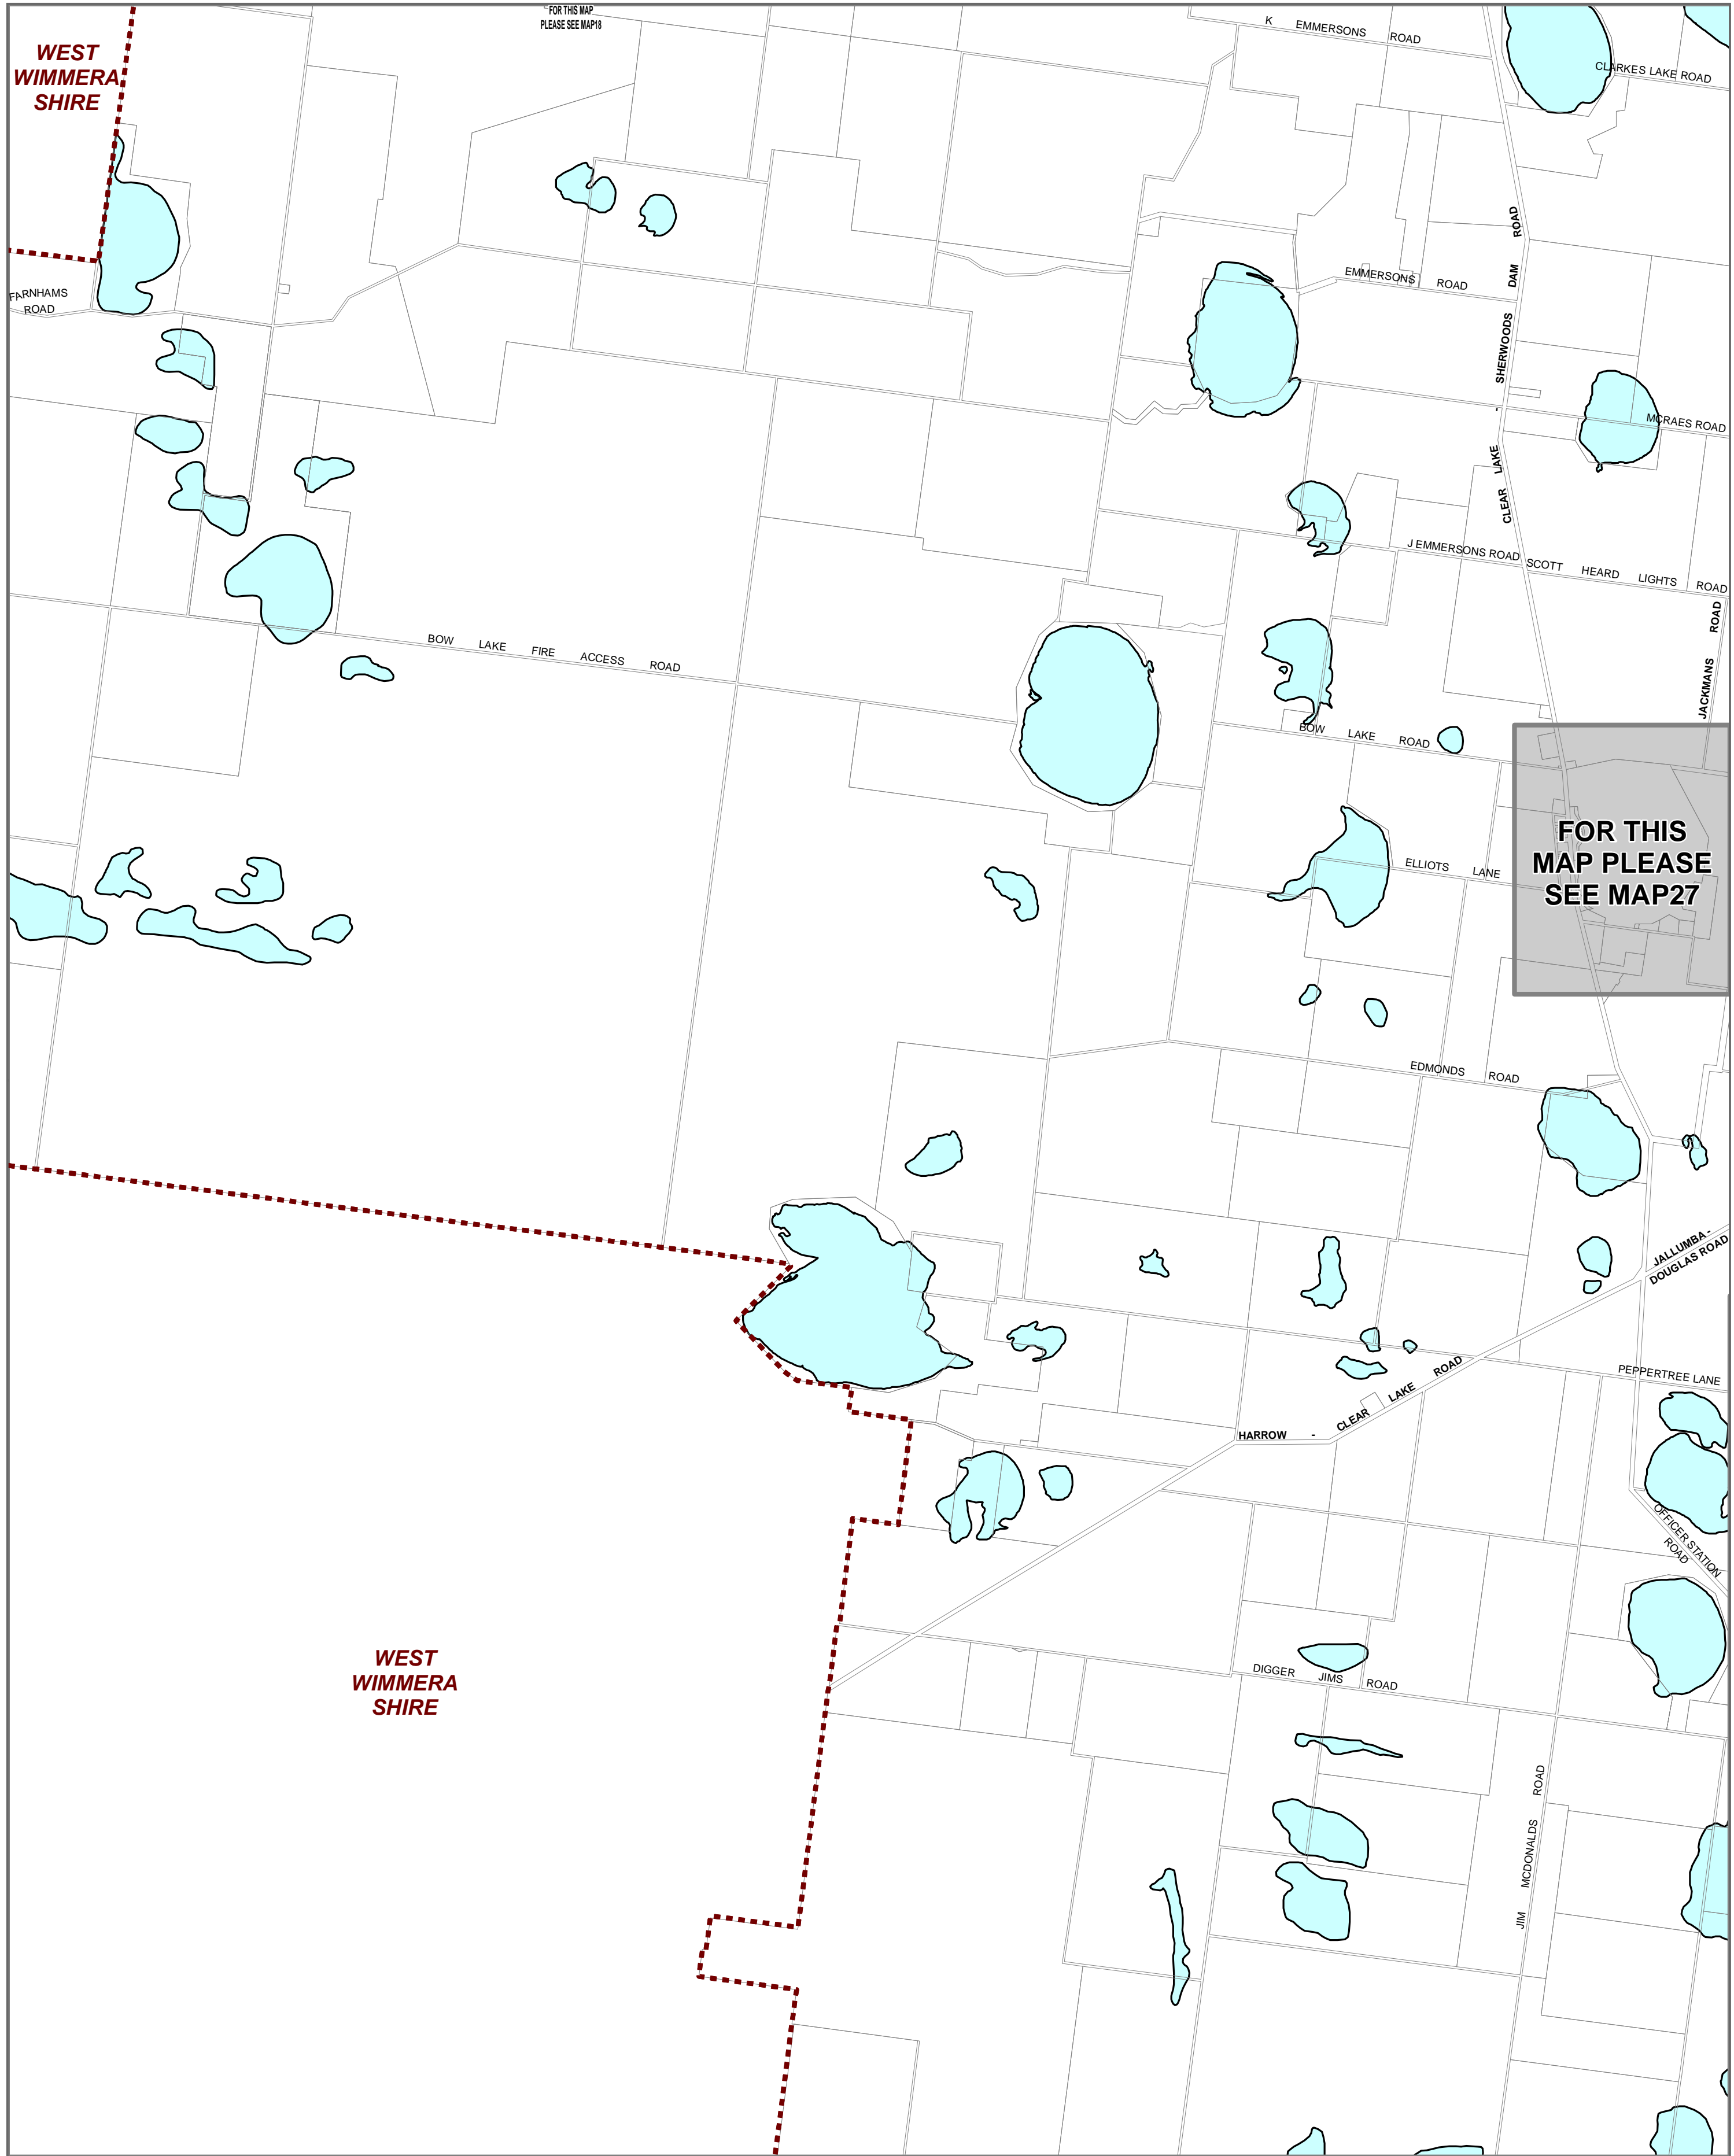 FOR THIS MAP
PLEASE SEE MAP18
WEST
WIMMERA
SHIRE
K EMMERSONS ROAD
CLARKES LAKE ROAD
FARNHAMS
ROAD
EMMERSONS ROAD
CLEAR LAKE - SHERWOODS DAM ROAD
MCRAES ROAD
J EMMERSONS ROAD
SCOTT HEARD LIGHTS ROAD
JACKMANS ROAD
BOW LAKE FIRE ACCESS ROAD
BOW LAKE ROAD
FOR THIS
MAP PLEASE
SEE MAP27
ELLIOTS LANE
EDMONDS ROAD
JALLUMBA -
DOUGLAS ROAD
PEPPERTREE LANE
HARROW - CLEAR LAKE ROAD
OFFICER STATION
ROAD
WEST
WIMMERA
SHIRE
DIGGER JIMS ROAD
JIM MCDONALDS ROAD